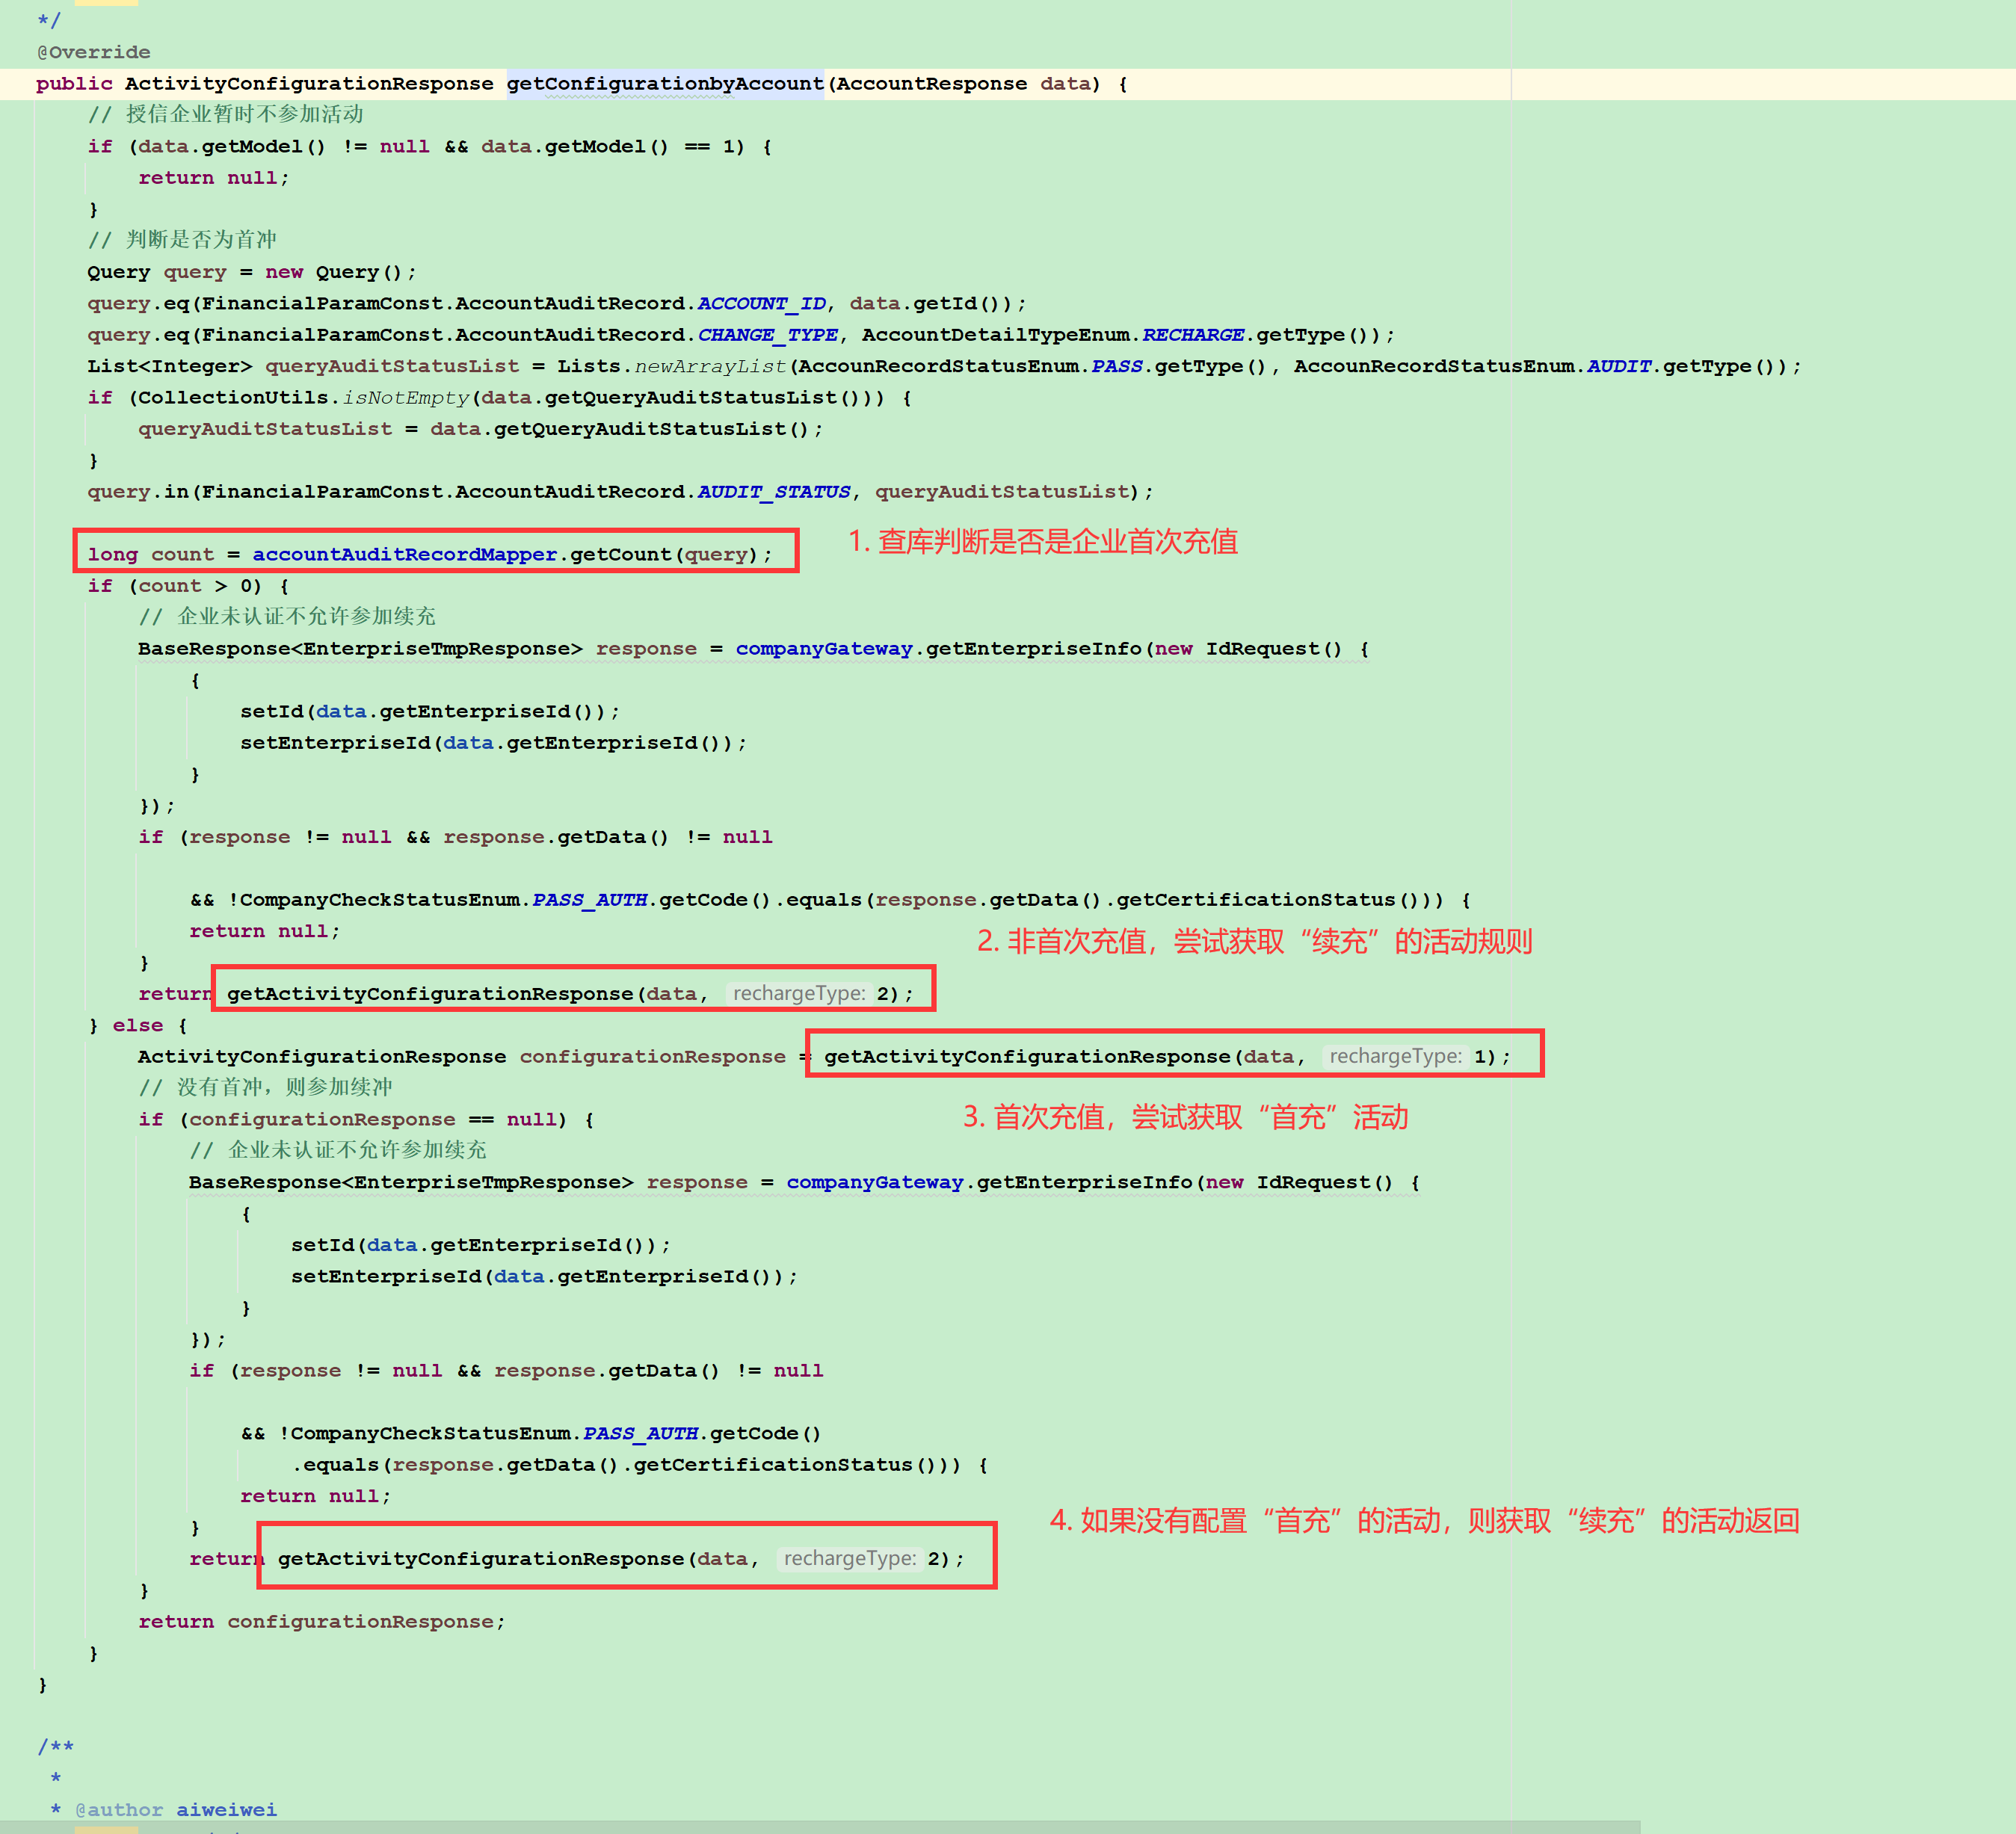 */
@Override
public ActivityConfigurationResponse getConfigurationbyAccount(AccountResponse data) {
// 授信企业暂时不参加活动
if (data.getModel() != null && data.getModel() == 1) {
return null;
}
// 判断是否为首冲
Query query = new Query();
query.eq(FinancialParamConst.AccountAuditRecord.ACCOUNT_ID, data.getId());
query.eq(FinancialParamConst.AccountAuditRecord.CHANGE_TYPE, AccountDetailTypeEnum.RECHARGE.getType());
List<Integer> queryAuditStatusList = Lists.newArrayList(AccounRecordStatusEnum.PASS.getType(), AccounRecordStatusEnum.AUDIT.getType());
if (CollectionUtils.isNotEmpty(data.getQueryAuditStatusList())) {
queryAuditStatusList = data.getQueryAuditStatusList();
}
query.in(FinancialParamConst.AccountAuditRecord.AUDIT_STATUS, queryAuditStatusList);
1. 查库判断是否是企业首次充值
long count = accountAuditRecordMapper.getCount(query);
if (count > 0) {
// 企业未认证不允许参加续充
BaseResponse<EnterpriseTmpResponse> response = companyGateway.getEnterpriseInfo(new IdRequest() {
{
setId(data.getEnterpriseId());
setEnterpriseId(data.getEnterpriseId());
}
});
if (response != null && response.getData() != null
&& !CompanyCheckStatusEnum.PASS_AUTH.getCode().equals(response.getData().getCertificationStatus())) {
return null;
2. 非首次充值，尝试获取“续充”的活动规则
}
return getActivityConfigurationResponse(data, rechargeType: 2);
} else {
ActivityConfigurationResponse configurationResponse = getActivityConfigurationResponse(data, rechargeType: 1);
// 没有首冲，则参加续冲
if (configurationResponse == null) {
3. 首次充值，尝试获取“首充”活动
// 企业未认证不允许参加续充
BaseResponse<EnterpriseTmpResponse> response = companyGateway.getEnterpriseInfo(new IdRequest() {
{
setId(data.getEnterpriseId());
setEnterpriseId(data.getEnterpriseId());
}
});
if (response != null && response.getData() != null
&& !CompanyCheckStatusEnum.PASS_AUTH.getCode()
.equals(response.getData().getCertificationStatus())) {
return null;
4. 如果没有配置“首充”的活动，则获取“续充”的活动返回
}
return getActivityConfigurationResponse(data, rechargeType: 2);
}
return configurationResponse;
}
}
/**
*
* @author aiweiwei